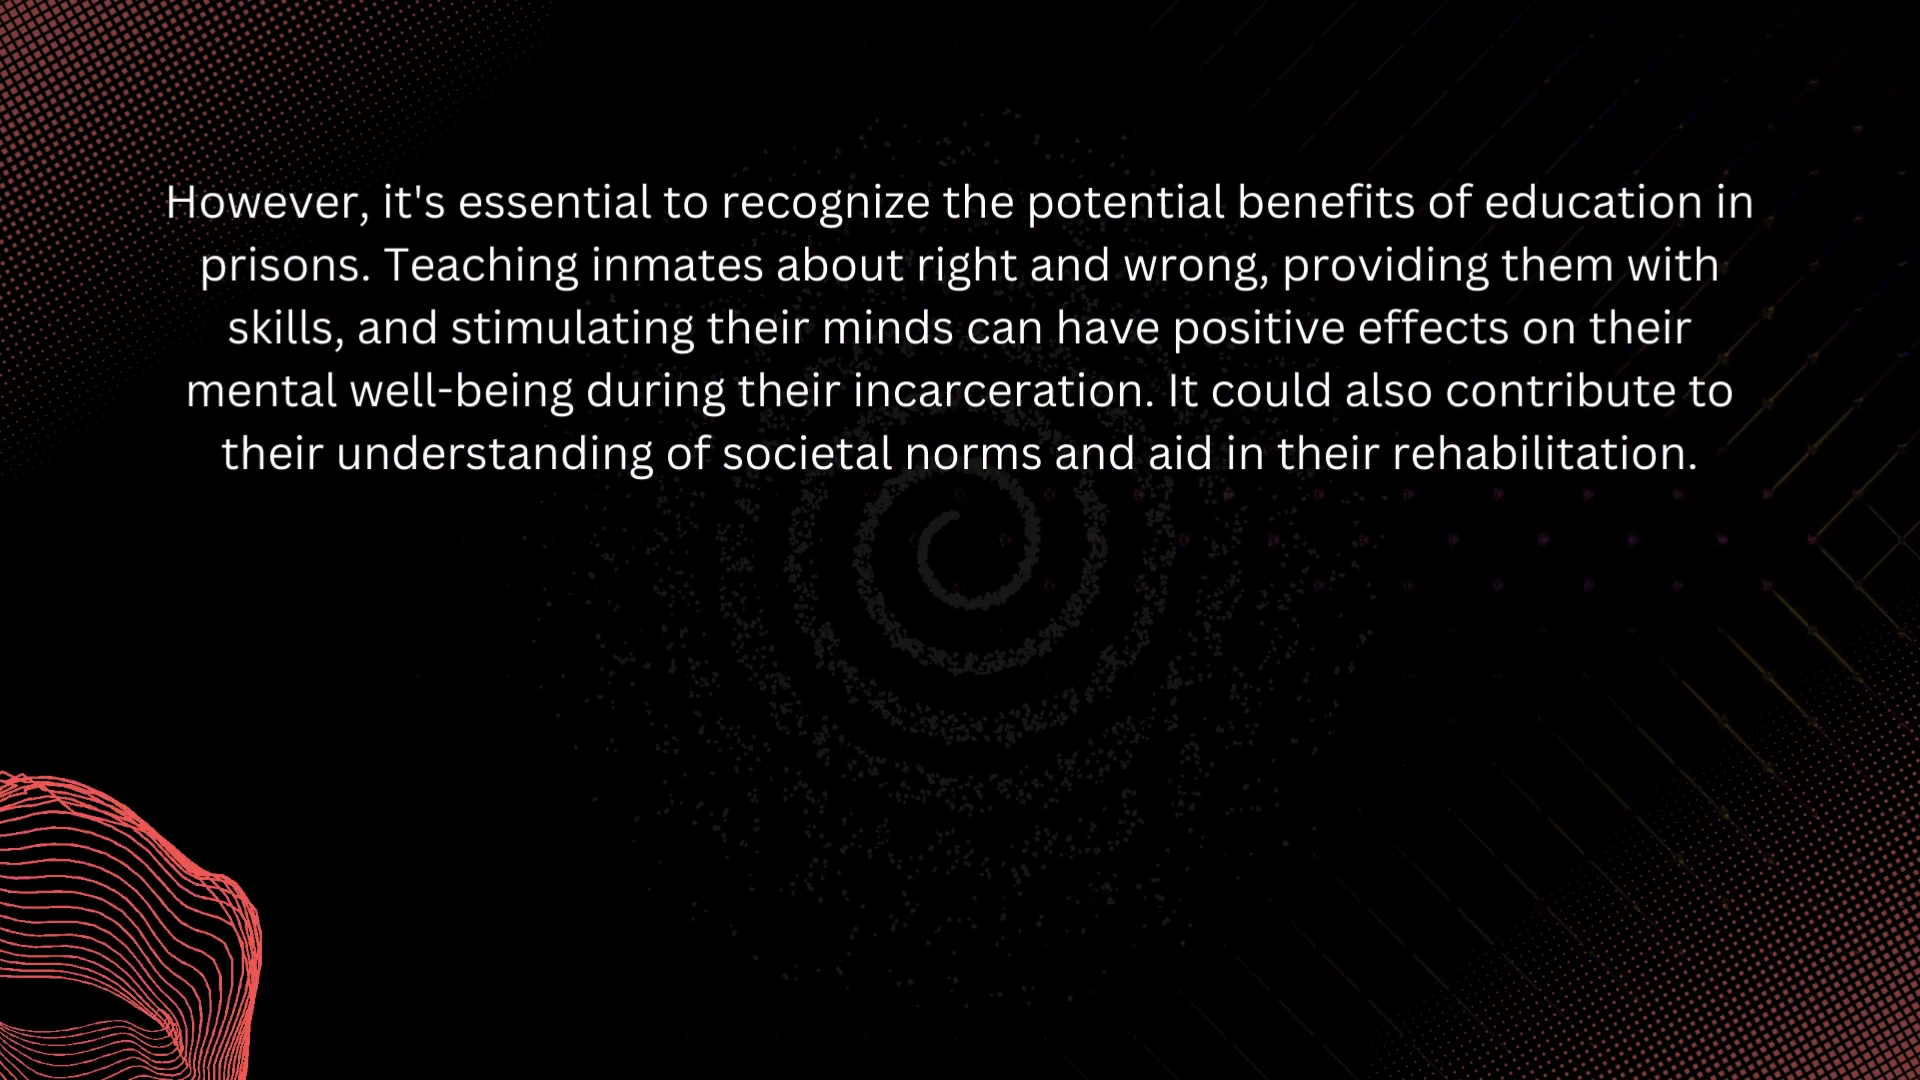 However, it's essential to recognize the potential benefits of education in
prisons. Teaching inmates about right and wrong, providing them with
skills, and stimulating their minds can have positive effects on their
mental well-being during their incarceration. It could also contribute to
their understanding of societal norms and aid in their rehabilitation.